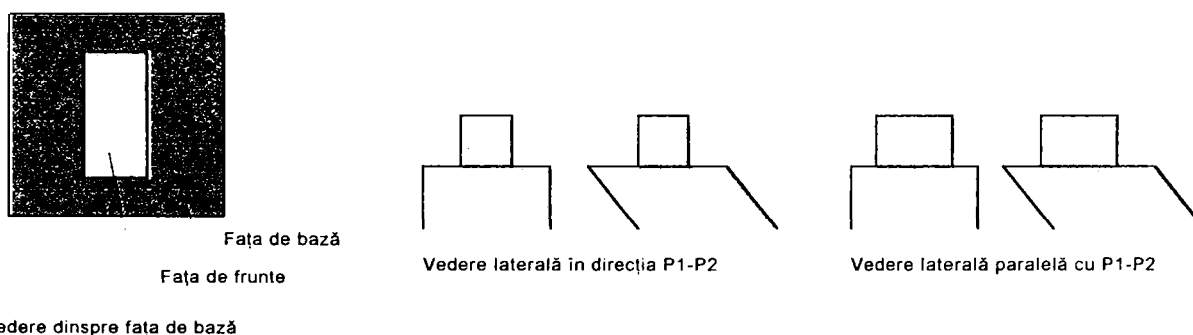 Fața de bază
Fața de frunte
Vedere laterală în direcția P1-P2
Vedere laterală paralelă cu P1-P2
edere dinspre fața de bază